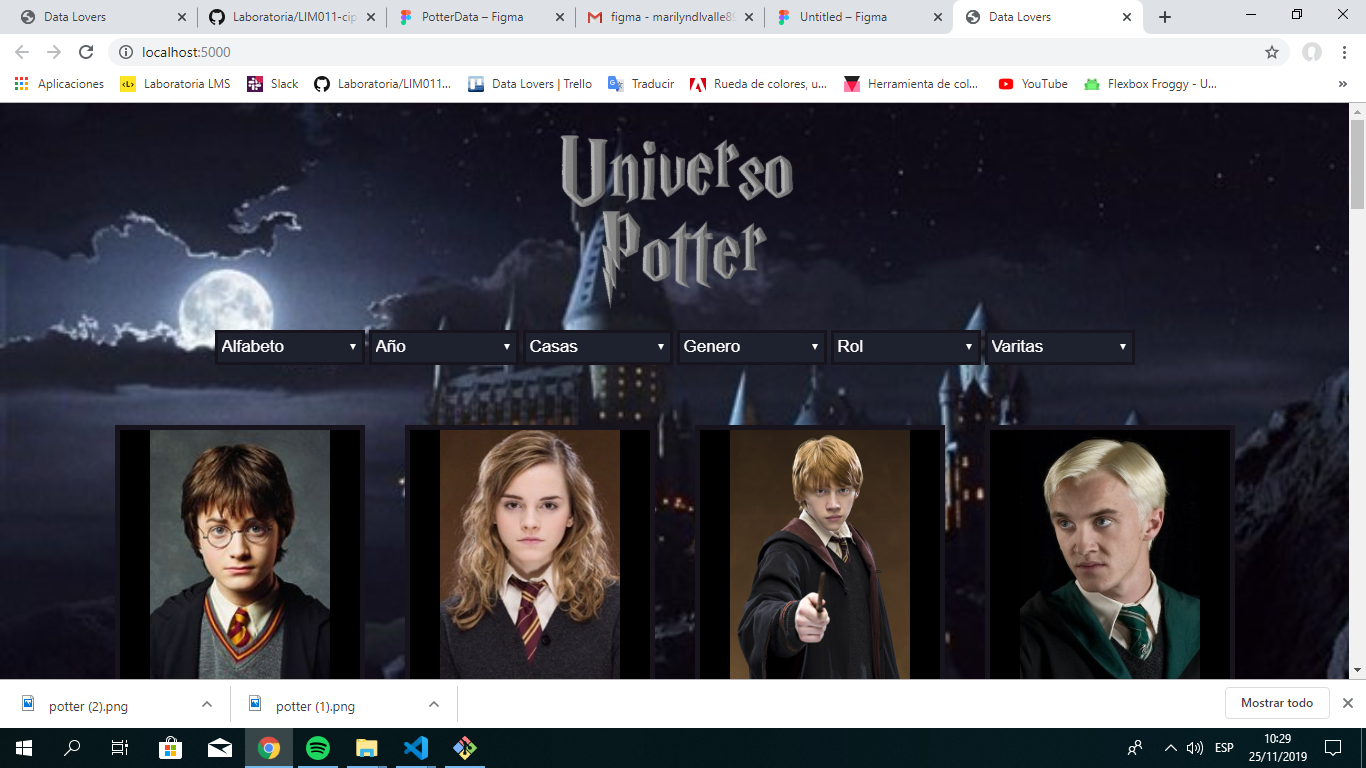 Data Lovers
Laboratoria/LIM011-cip
PotterData – Figma
figma - marilyndlvalle8
Untitled – Figma
Data Lovers
localhost:5000
Aplicaciones
Laboratoria LMS
Slack
Laboratoria/LIM011...
Data Lovers | Trello
Traducir
Rueda de colores, u...
Herramienta de col...
YouTube
Flexbox Froggy - U...
»
Universo
Potter
Alfabeto
Año
Casas
Genero
Rol
Varitas
potter (2).png
potter (1).png
Mostrar todo
ESP
10:29
25/11/2019